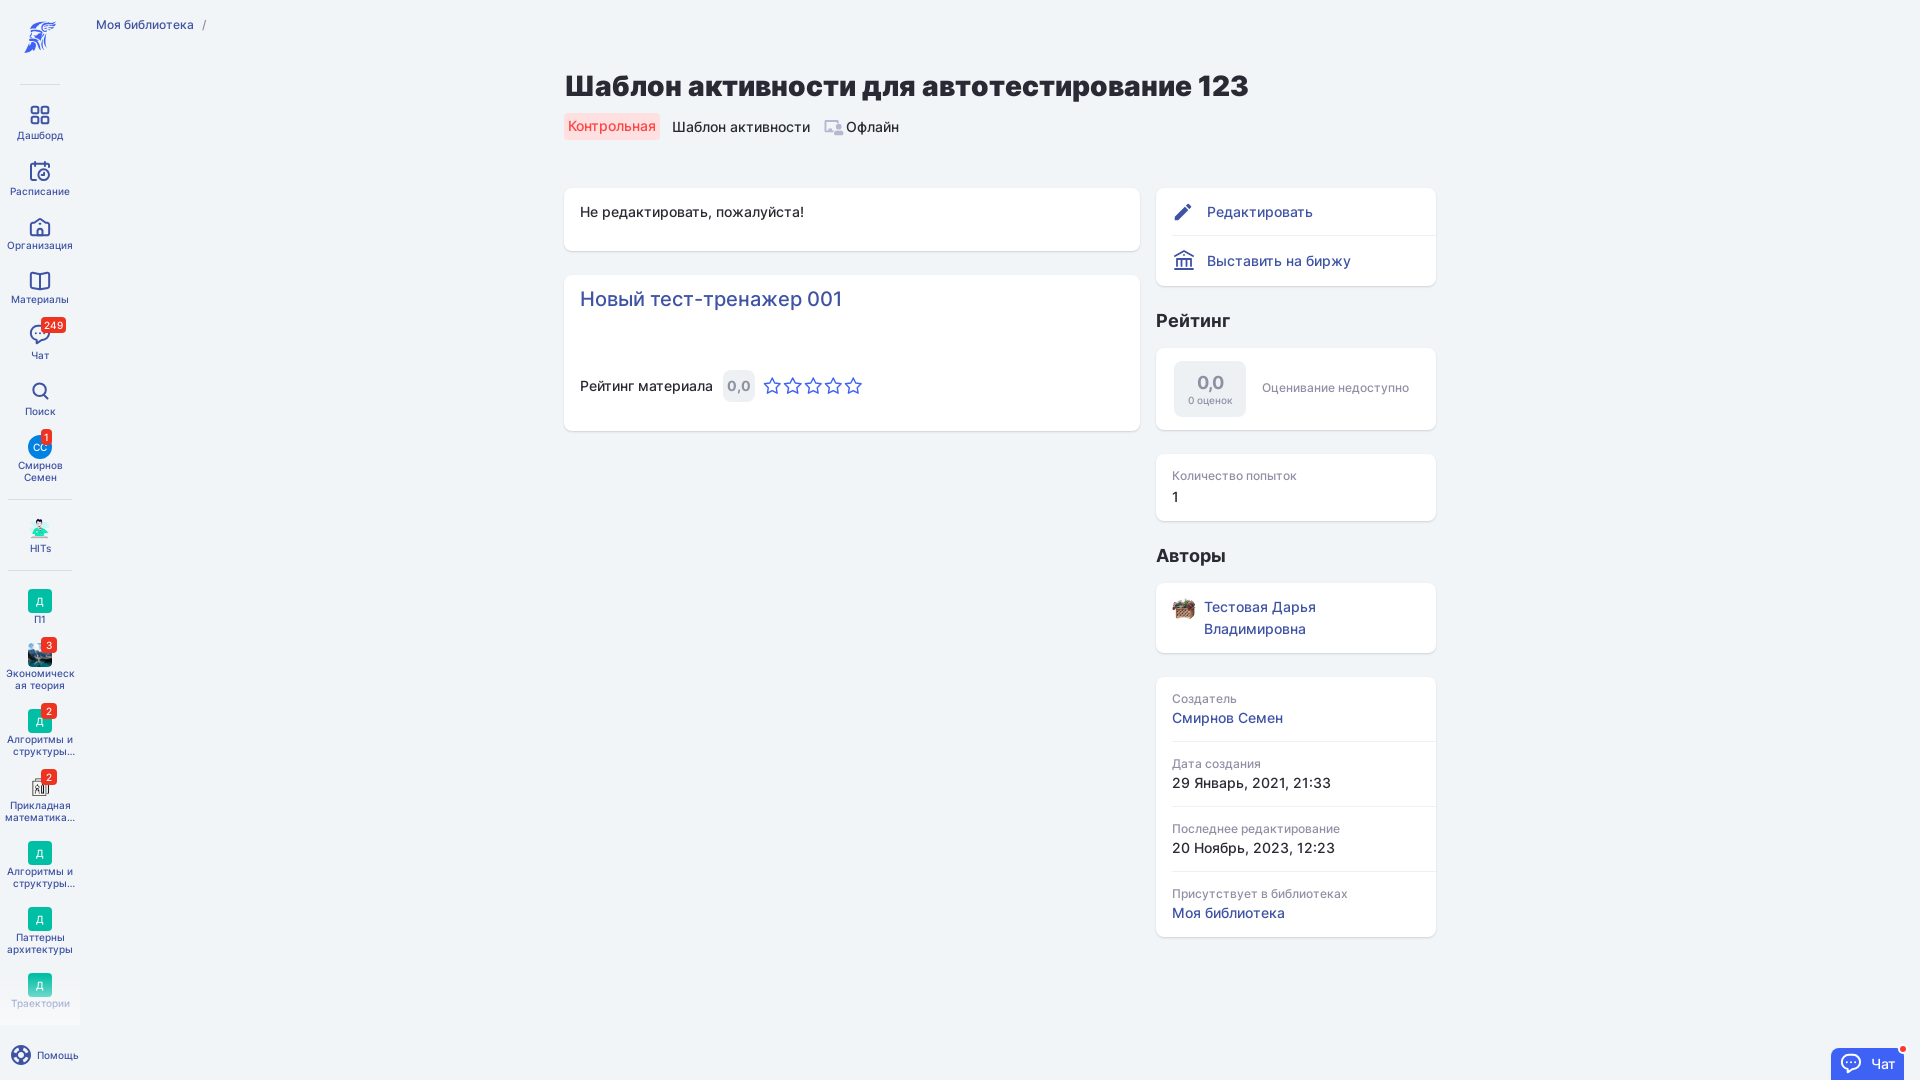 Моя библиотека /
Шаблон активности для автотестирование 123
Контрольная Шаблон активности Офлайн
Дашборд
Расписание
Организация
Материалы
249
Чат
Поиск
1
СС
Смирнов
Семен
HITs
Д
П1
3
Экономическ
ая теория
2
Д
Алгоритмы и
структуры...
2
Прикладная
математика...
Д
Алгоритмы и
структуры...
Д
Паттерны
архитектуры
Д
Траектории
Помощь
Не редактировать, пожалуйста!
Новый тест-тренажер 001
Рейтинг материала 0,0
Редактировать
Выставить на биржу
Рейтинг
0,0
0 оценок
Оценивание недоступно
Количество попыток
1
Авторы
Тестовая Дарья
Владимировна
Создатель
Смирнов Семен
Дата создания
29 Январь, 2021, 21:33
Последнее редактирование
20 Ноябрь, 2023, 12:23
Присутствует в библиотеках
Моя библиотека
Чат